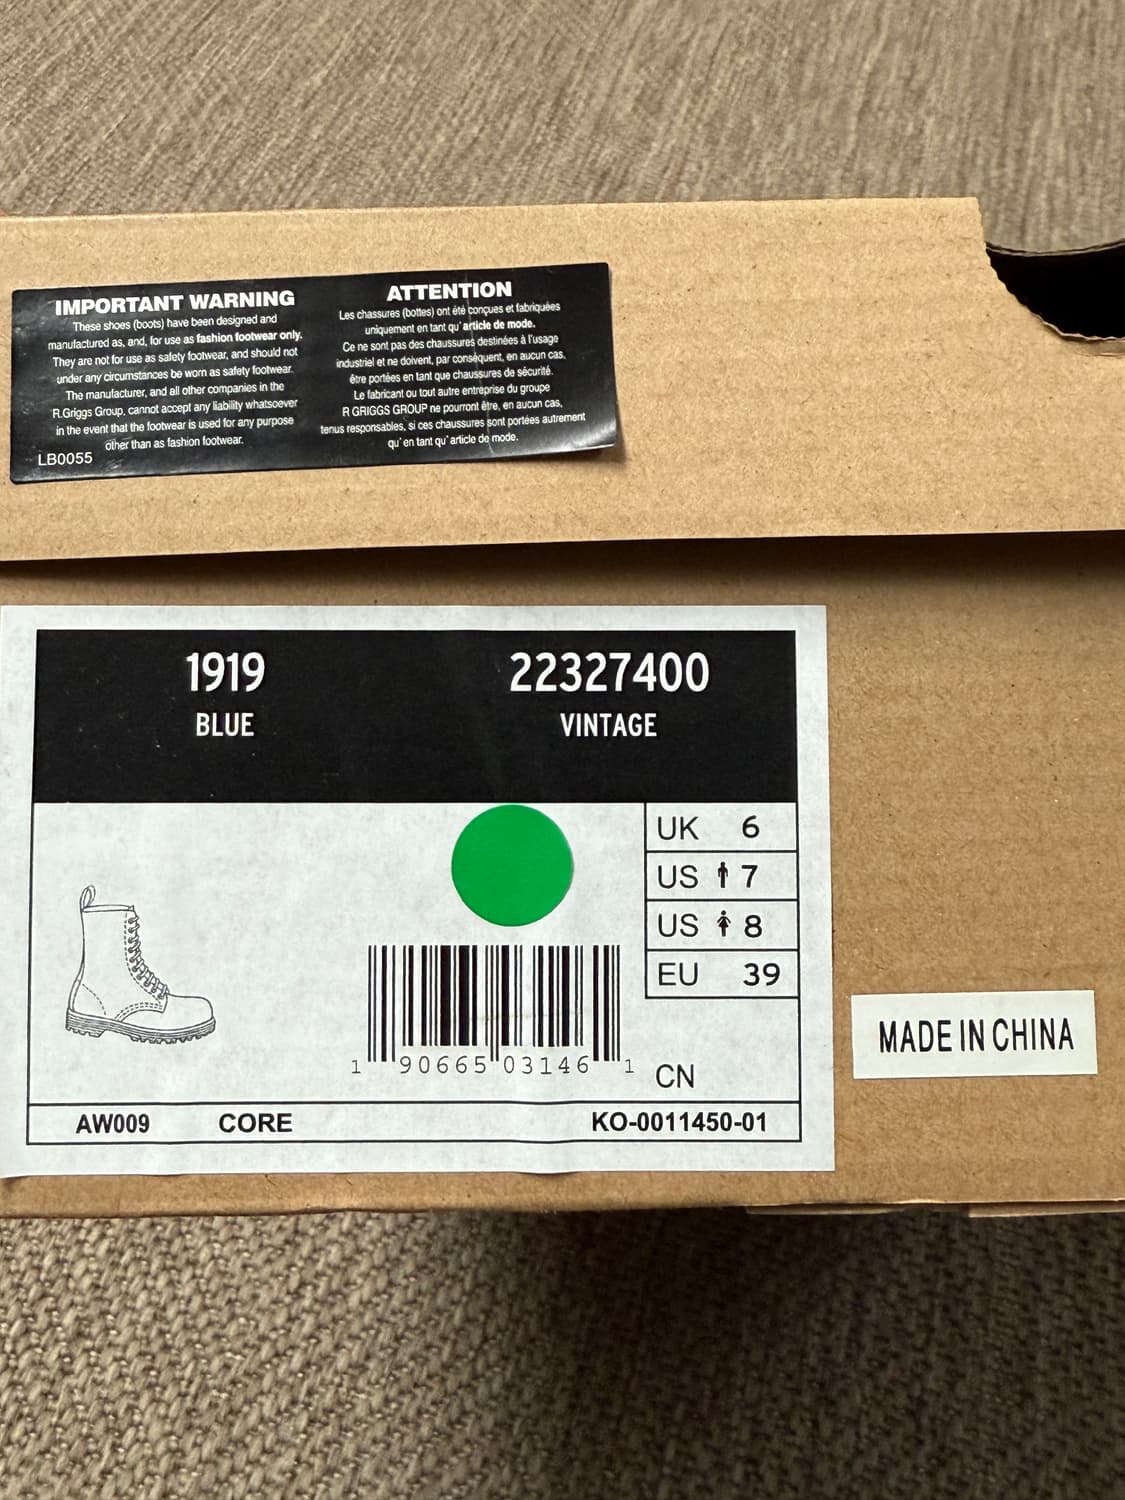 IMPORTANT WARNING
These shoes (boots) have been designed and
manufactured as, and, for use as fashion footwear only.
They are not for use as safety footwear, and should not
under any circumstances be worn as safety footwear.
The manufacturer, and all other companies in the
R.Griggs Group, cannot accept any liability whatsoever
in the event that the footwear is used for any purpose
other than as fashion footwear.
LB0055
ATTENTION
Les chassures (bottes) ont été conçues et fabriquées
uniquement en tant qu' article de mode.
Ce ne sont pas des chaussures destinées à l'usage
industriel et ne doivent, par conséquent, en aucun cas,
être portées en tant que chaussures de sécurité.
Le fabricant ou tout autre entreprise du groupe
R GRIGGS GROUP ne pourront être, en aucun cas,
tenus responsables, si ces chaussures sont portées autrement
qu' en tant qu' article de mode.
1919
BLUE
22327400
VINTAGE
UK 6
US 7
US 8
EU 39
1 90665 03146 1
CN
AW009 CORE KO-0011450-01
MADE IN CHINA